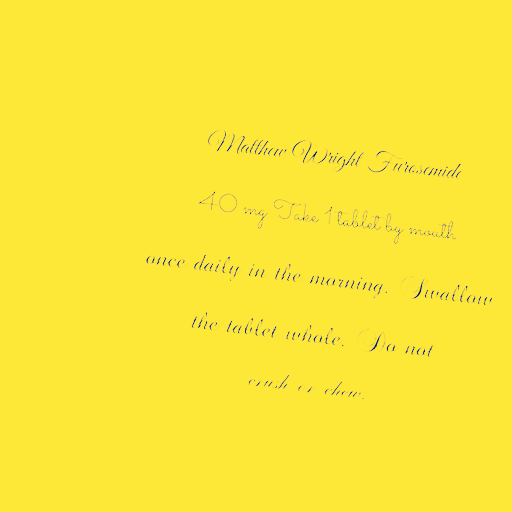 Matthew Wright Furosemide
40 mg Take 1 tablet by mouth
once daily in the morning. Swallow
the tablet whole. Do not
crush or chew.